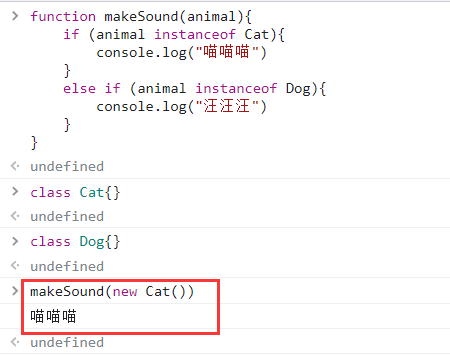 function makeSound(animal){
    if (animal instanceof Cat){
        console.log("喵喵喵")
    }
    else if (animal instanceof Dog){
        console.log("汪汪汪")
    }
}
undefined
class Cat{}
undefined
class Dog{}
undefined
makeSound(new Cat())
喵喵喵
undefined